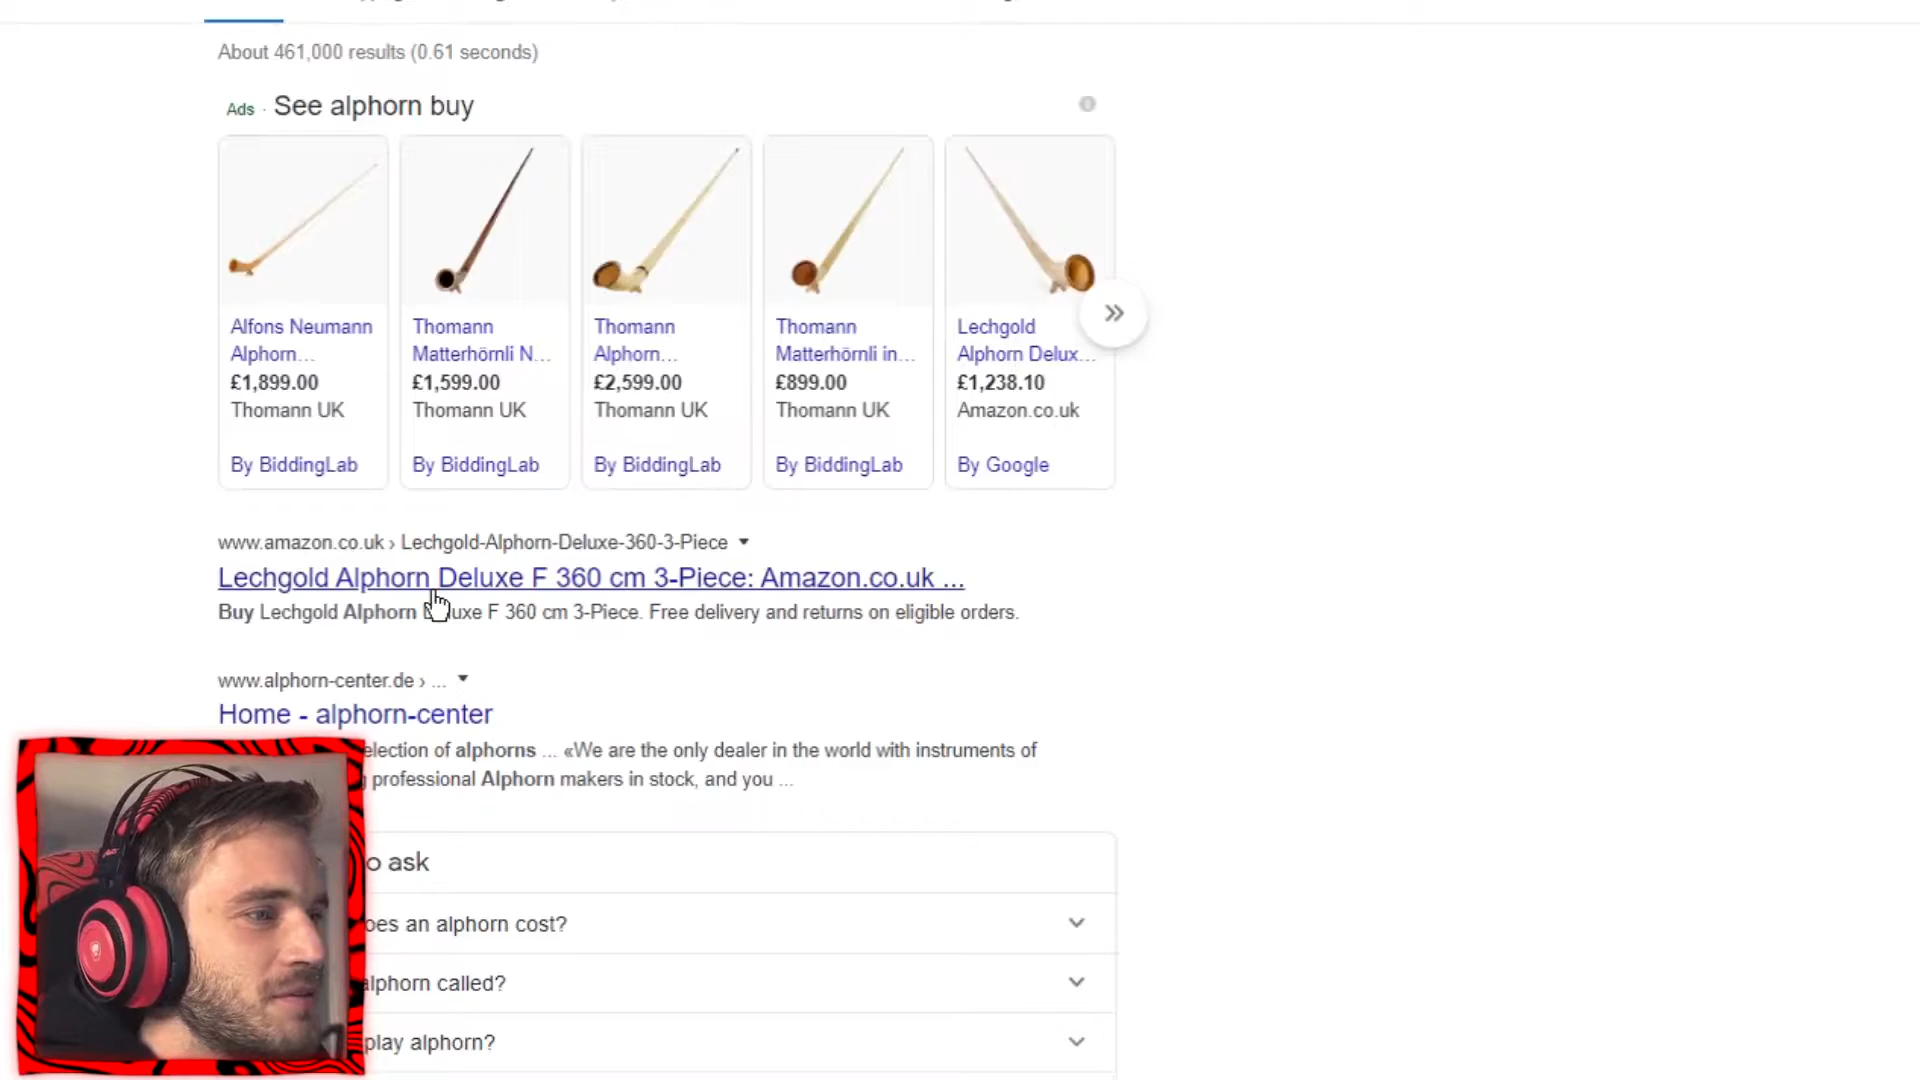 About 461,000 results (0.61 seconds)
Ads · See alphorn buy
Alfons Neumann
Alphorn...
£1,899.00
Thomann UK
By BiddingLab
Thomann
Matterhörnli N...
£1,599.00
Thomann UK
By BiddingLab
Thomann
Alphorn...
£2,599.00
Thomann UK
By BiddingLab
Thomann
Matterhörnli in...
£899.00
Thomann UK
By BiddingLab
Lechgold
Alphorn Delux...
£1,238.10
Amazon.co.uk
By Google
www.amazon.co.uk › Lechgold-Alphorn-Deluxe-360-3-Piece
Lechgold Alphorn Deluxe F 360 cm 3-Piece: Amazon.co.uk ...
Buy Lechgold Alphorn Deluxe F 360 cm 3-Piece. Free delivery and returns on eligible orders.
www.alphorn-center.de › ...
Home - alphorn-center
election of alphorns ... «We are the only dealer in the world with instruments of
professional Alphorn makers in stock, and you ...
o ask
oes an alphorn cost?
alphorn called?
play alphorn?